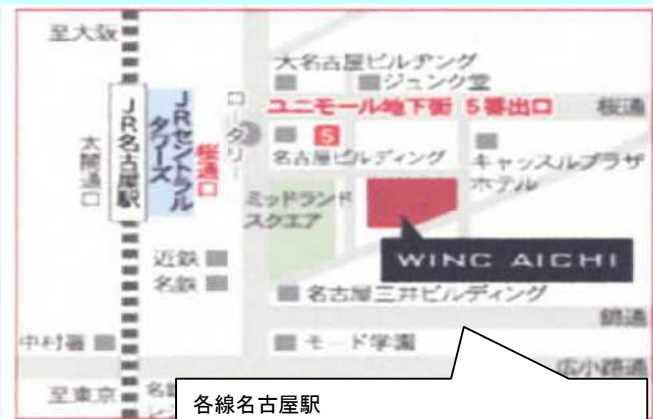 至大阪
大名古屋ビルヂング
ジュンク堂
ユニモール地下街 5番出口
桜通
JR名古屋駅
JRセントラル
タワーズ
桜通口
ロータリー
太閤通口
5
名古屋ビルディング
キャッスルプラザ
ホテル
ミッドランド
スクエア
WINC AICHI
近鉄
名鉄
名古屋三井ビルディング
錦通
中村署
モード学園
広小路通
至東京
各線名古屋駅